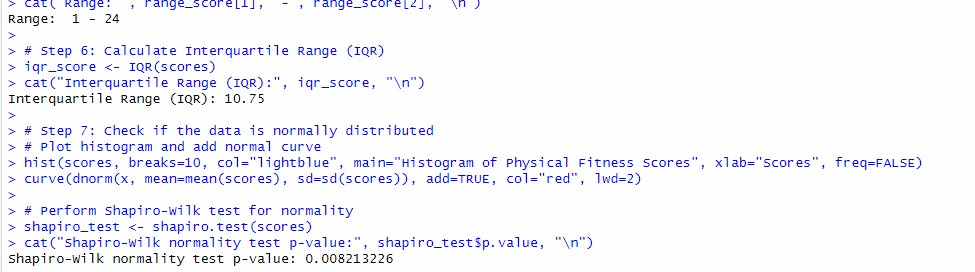 > cat("Range: ", range_score[1], "-", range_score[2], "\n")
Range:  1 - 24
>
> # Step 6: Calculate Interquartile Range (IQR)
> iqr_score <- IQR(scores)
> cat("Interquartile Range (IQR):", iqr_score, "\n")
Interquartile Range (IQR): 10.75
>
> # Step 7: Check if the data is normally distributed
> # Plot histogram and add normal curve
> hist(scores, breaks=10, col="lightblue", main="Histogram of Physical Fitness Scores", xlab="Scores", freq=FALSE)
> curve(dnorm(x, mean=mean(scores), sd=sd(scores)), add=TRUE, col="red", lwd=2)
>
> # Perform Shapiro-Wilk test for normality
> shapiro_test <- shapiro.test(scores)
> cat("Shapiro-Wilk normality test p-value:", shapiro_test$p.value, "\n")
Shapiro-Wilk normality test p-value: 0.008213226